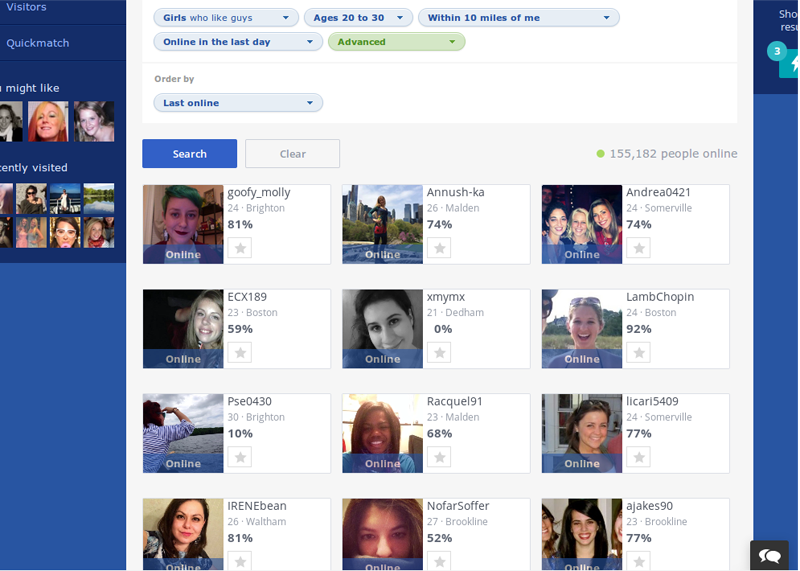 Visitors
Quickmatch
u might like
cently visited
Girls who like guys
Ages 20 to 30
Within 10 miles of me
Online in the last day
Advanced
Order by
Last online
Search
Clear
155,182 people online
Sho
resu
3
goofy_molly
24 · Brighton
81%
Online
Annush-ka
26 · Malden
74%
Online
Andrea0421
24 · Somerville
74%
Online
ECX189
23 · Boston
59%
Online
xmymx
21 · Dedham
0%
Online
LambChopin
24 · Boston
92%
Online
Pse0430
30 · Brighton
10%
Online
Racquel91
23 · Malden
68%
Online
licari5409
24 · Somerville
77%
Online
IRENEbean
26 · Waltham
81%
Online
NofarSoffer
27 · Brookline
52%
Online
ajakes90
23 · Brookline
77%
Online